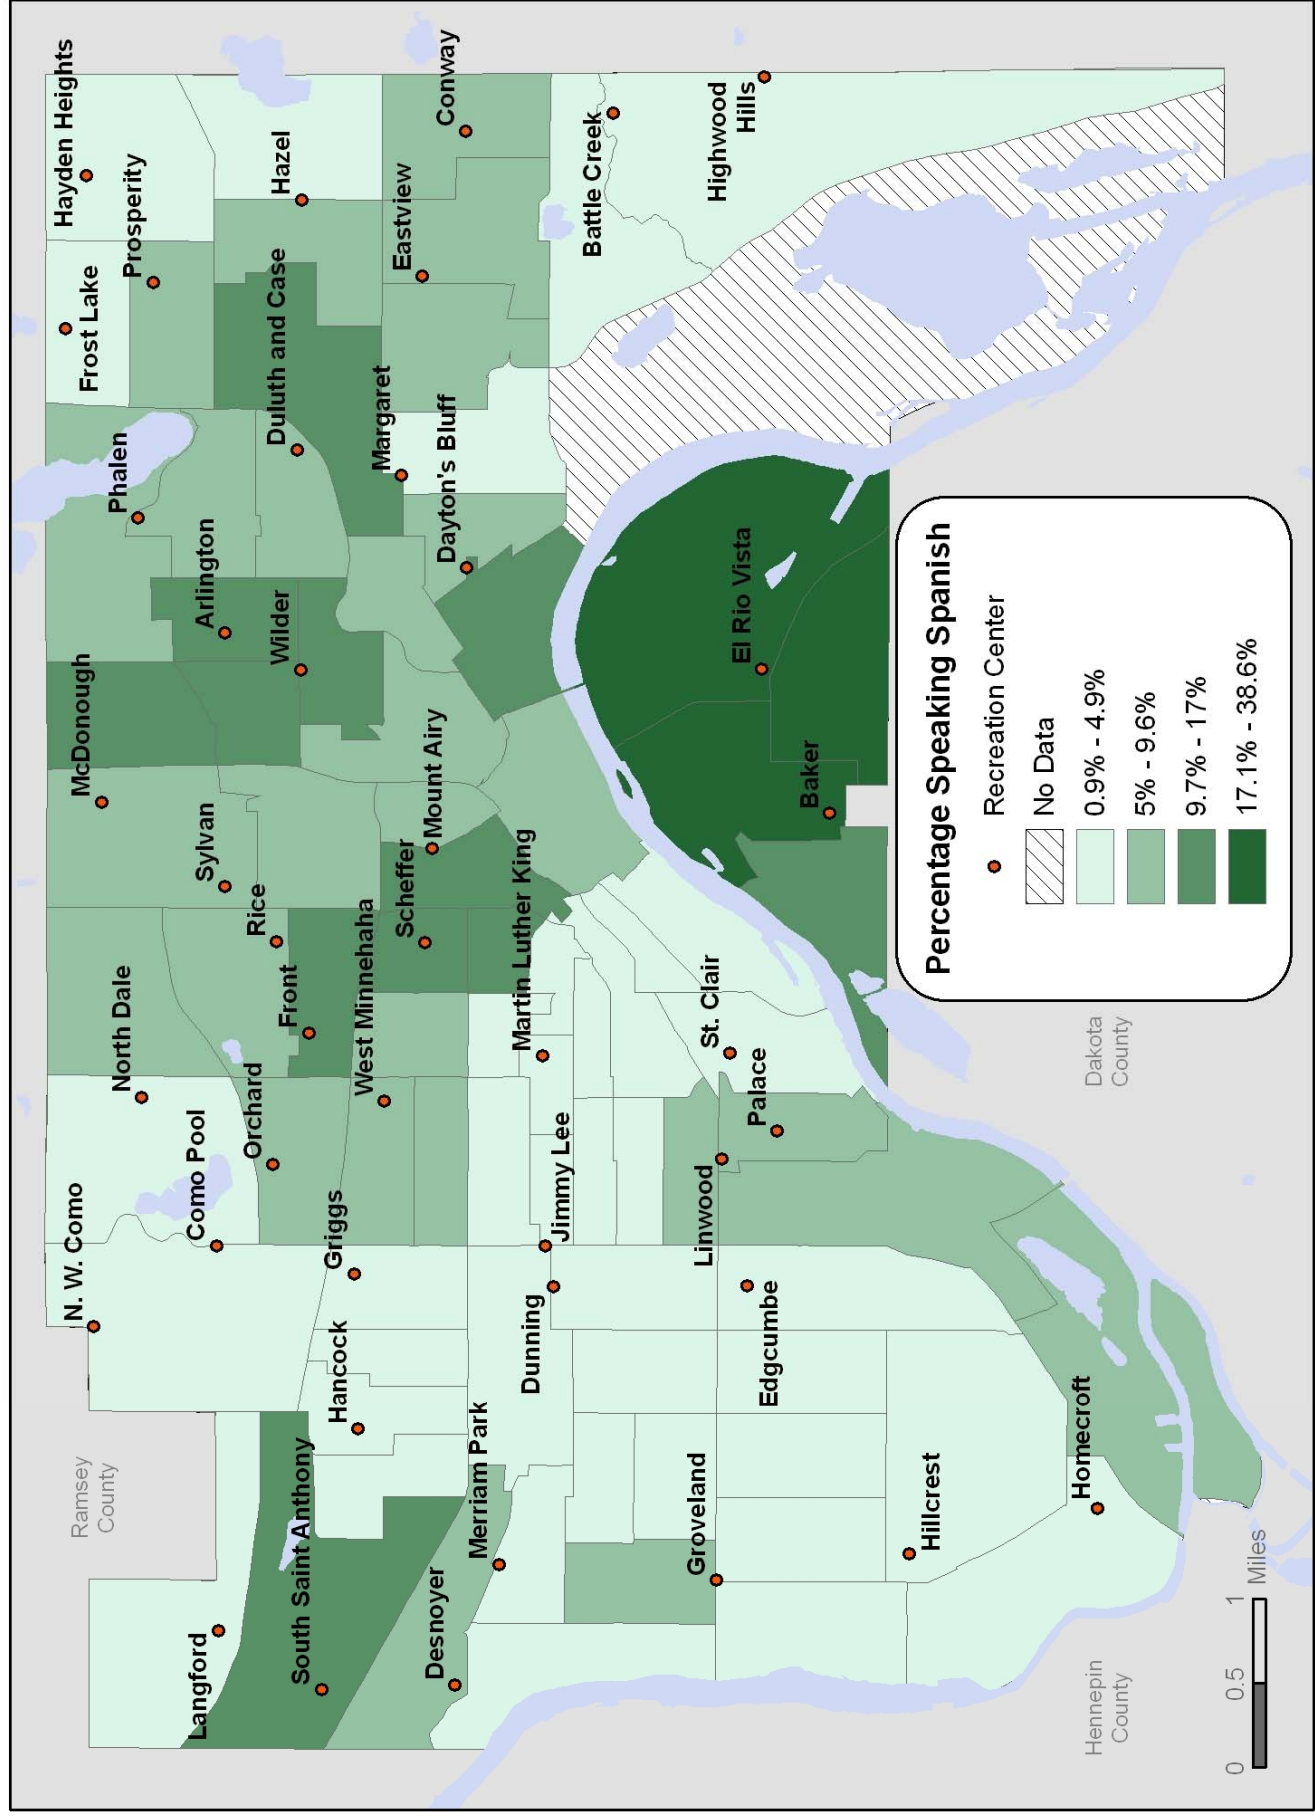 Hayden Heights
Frost Lake
Prosperity
Phalen
McDonough
North Dale
N. W. Como
Hazel
Duluth and Case
Arlington
Wilder
Sylvan
Rice
Front
Orchard
Como Pool
Langford
Conway
Eastview
Margaret
Dayton's Bluff
Mount Airy
Scheffer
West Minnehaha
Griggs
Hancock
South Saint Anthony
Battle Creek
Martin Luther King
Jimmy Lee
Dunning
Merriam Park
Desnoyer
Highwood
Hills
El Rio Vista
Baker
St. Clair
Palace
Linwood
Edgcumbe
Groveland
Hillcrest
Homecroft
Ramsey
County
Dakota
County
Hennepin
County
Percentage Speaking Spanish
Recreation Center
No Data
0.9% - 4.9%
5% - 9.6%
9.7% - 17%
17.1% - 38.6%
0 0.5 1
Miles